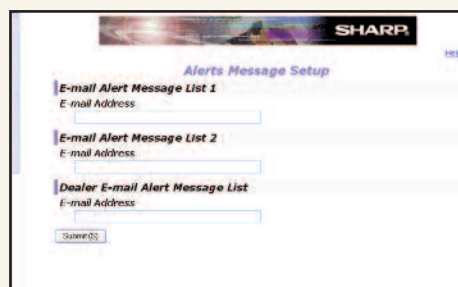 SHARP
Help
Alerts Message Setup
E-mail Alert Message List 1
E-mail Address
E-mail Alert Message List 2
E-mail Address
Dealer E-mail Alert Message List
E-mail Address
Submit(S)